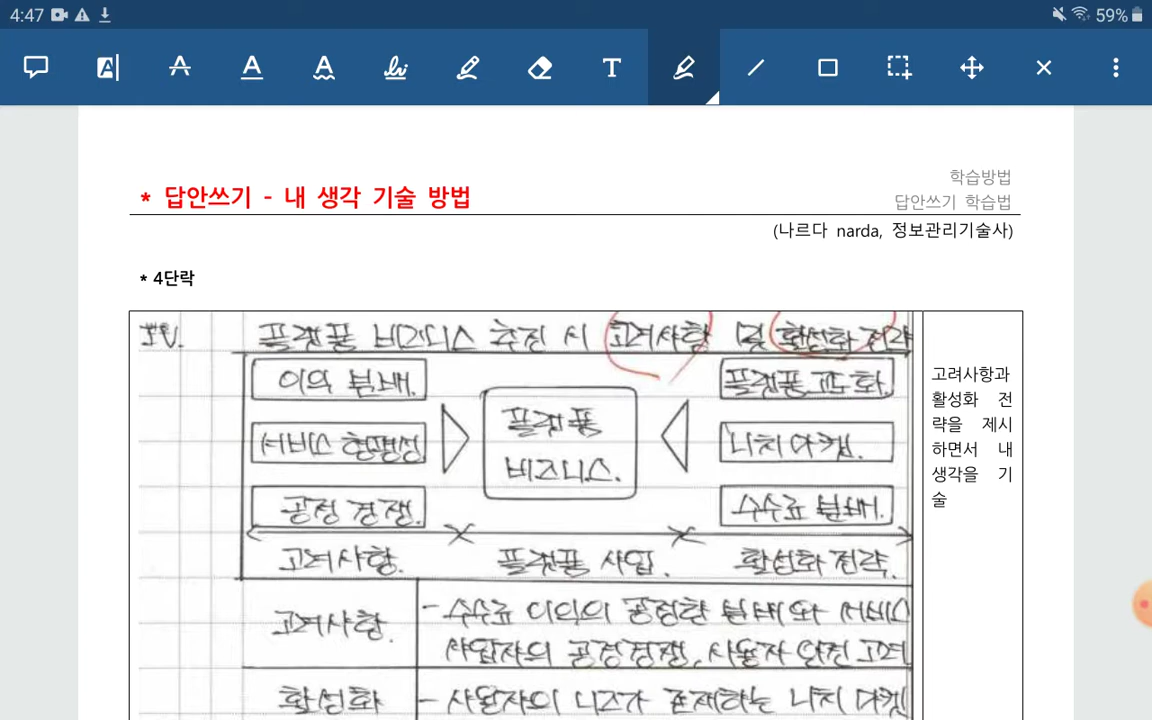 4:47
59%
학습방법
* 답안쓰기 - 내 생각 기술 방법
답안쓰기 학습법
(나르다 narda, 정보관리기술사)
* 4단락
플랫폼 비즈니스 추진 시 고려사항 및 활성화 전략
이익 분배.
플랫폼 고도화.
서비스 형평성
플랫폼
비즈니스.
니치마켓.
공정 경쟁.
수수료 분배.
고려사항.
플랫폼 사업.
활성화 전략.
고려사항.
- 수수료 이익의 공정한 분배와 서비스
사업자의 공정경쟁, 사용자 안전 고려
활성화
- 사용자의 니즈가 존재하는 니치 마켓
고려사항과
활성화 전
략을 제시
하면서 내
생각을 기
술